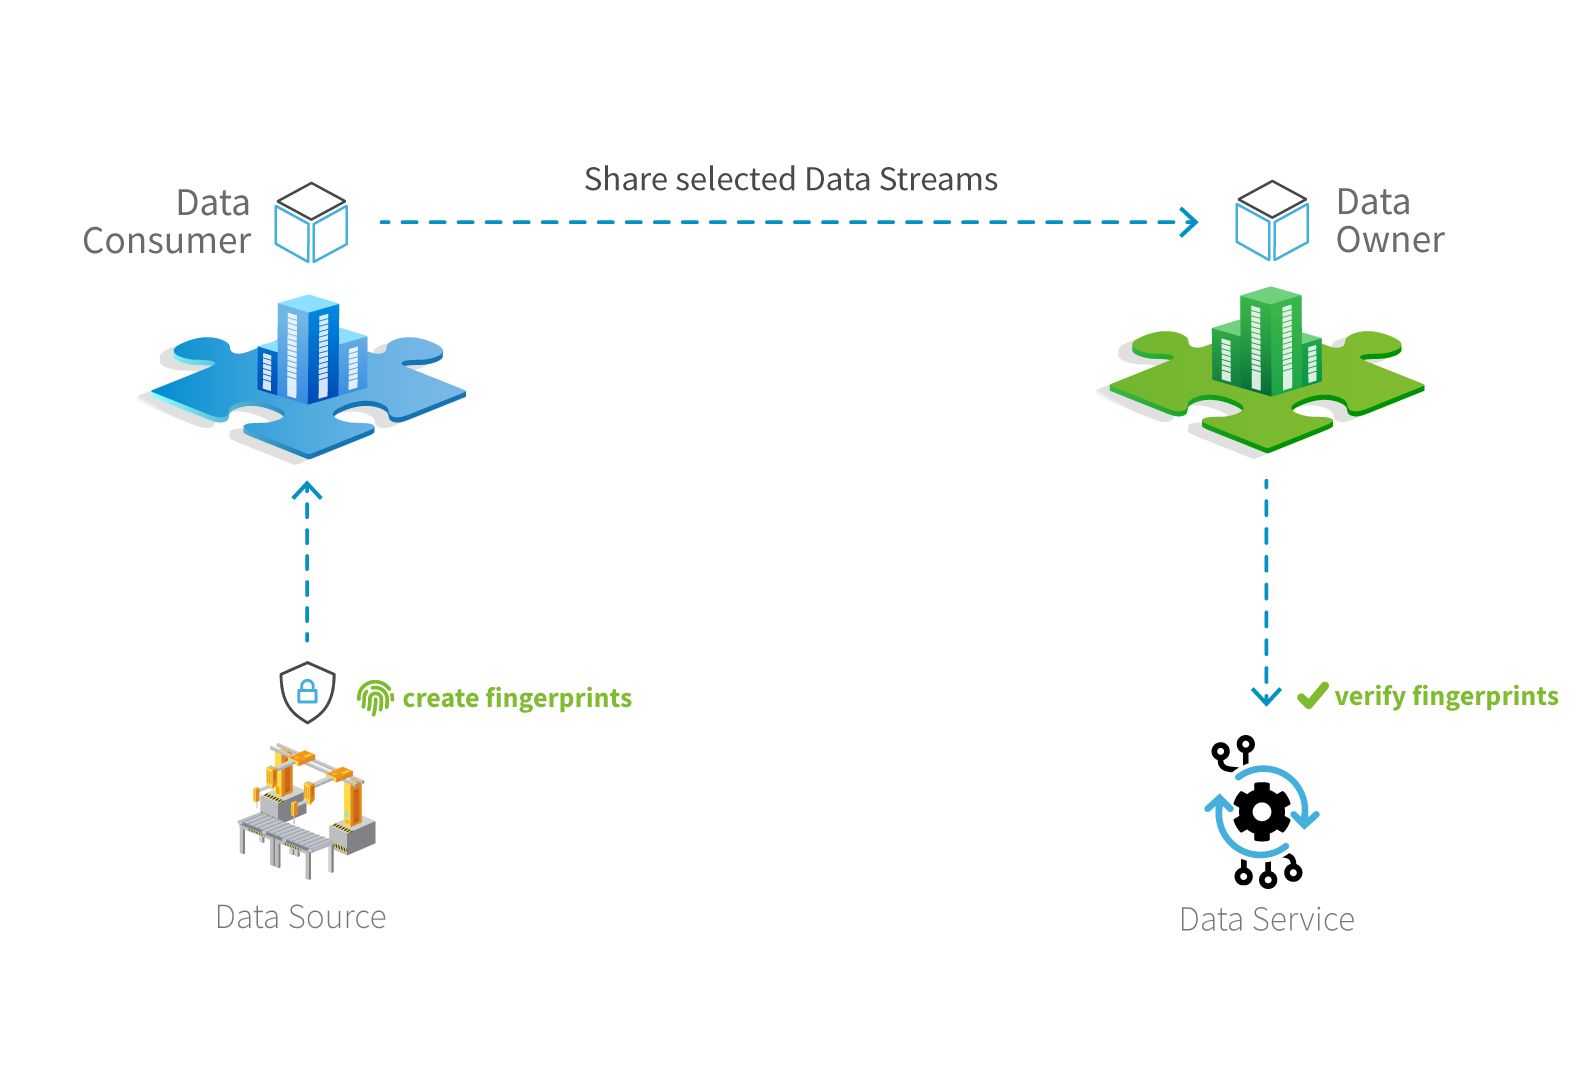 Share selected Data Streams
Data
Consumer
Data
Owner
create fingerprints
verify fingerprints
Data Source
Data Service